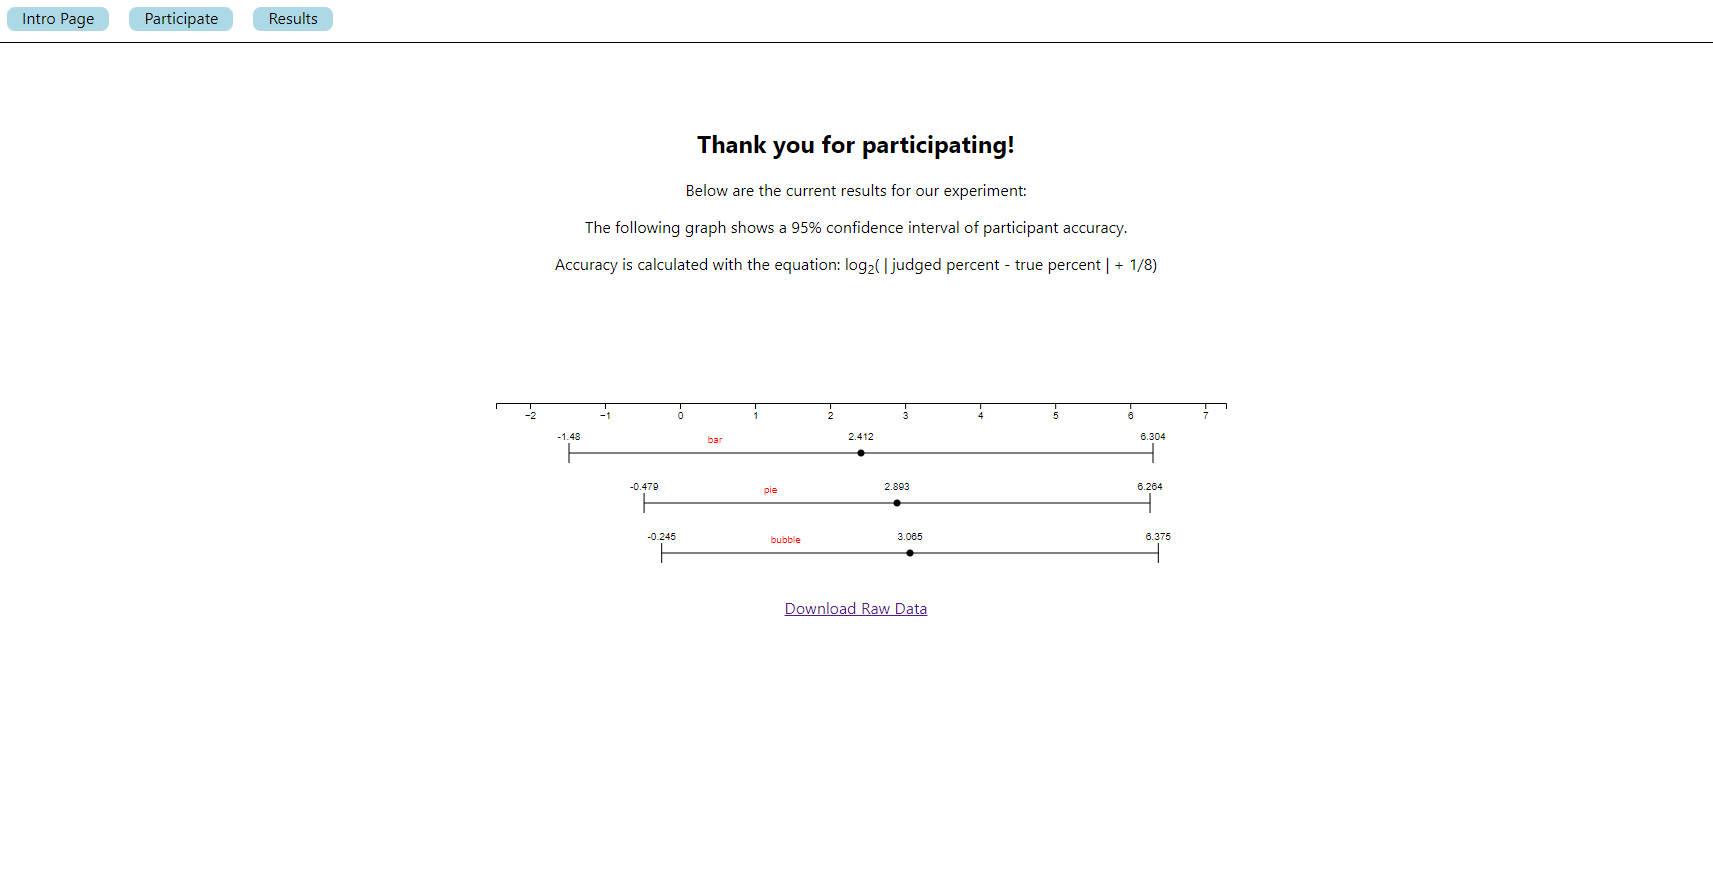 Intro Page Participate Results
Thank you for participating!
Below are the current results for our experiment:
The following graph shows a 95% confidence interval of participant accuracy.
Accuracy is calculated with the equation: log2( | judged percent - true percent | + 1/8)
−2 −1 0 1 2 3 4 5 6 7
-1.48 bar 2.412 6.304
-0.479 pie 2.893 6.264
-0.245 bubble 3.065 6.375
Download Raw Data